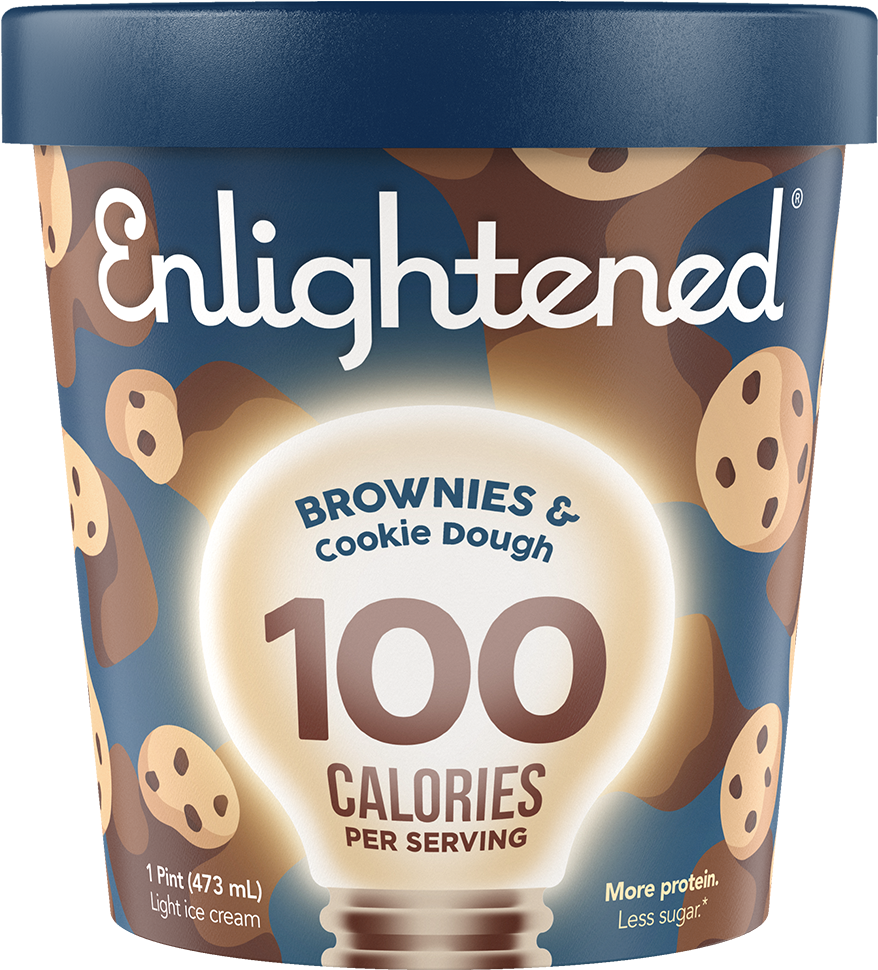 Enlightened®
BROWNIES &
Cookie Dough
100
CALORIES
PER SERVING
1 Pint (473 mL)
Light ice cream
More protein.
Less sugar.*